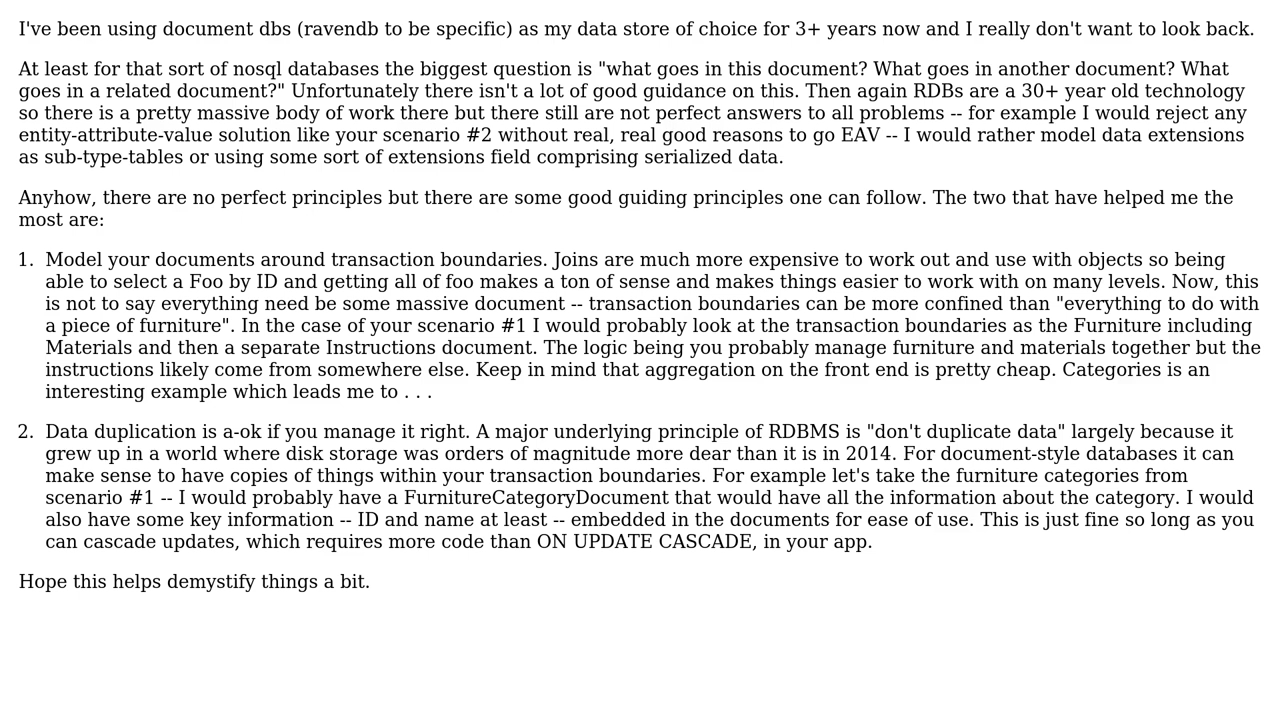 I've been using document dbs (ravendb to be specific) as my data store of choice for 3+ years now and I really don't want to look back.
At least for that sort of nosql databases the biggest question is "what goes in this document? What goes in another document? What
goes in a related document?" Unfortunately there isn't a lot of good guidance on this. Then again RDBs are a 30+ year old technology
so there is a pretty massive body of work there but there still are not perfect answers to all problems -- for example I would reject any
entity-attribute-value solution like your scenario #2 without real, real good reasons to go EAV -- I would rather model data extensions
as sub-type-tables or using some sort of extensions field comprising serialized data.
Anyhow, there are no perfect principles but there are some good guiding principles one can follow. The two that have helped me the
most are:
1. Model your documents around transaction boundaries. Joins are much more expensive to work out and use with objects so being
able to select a Foo by ID and getting all of foo makes a ton of sense and makes things easier to work with on many levels. Now, this
is not to say everything need be some massive document -- transaction boundaries can be more confined than "everything to do with
a piece of furniture". In the case of your scenario #1 I would probably look at the transaction boundaries as the Furniture including
Materials and then a separate Instructions document. The logic being you probably manage furniture and materials together but the
instructions likely come from somewhere else. Keep in mind that aggregation on the front end is pretty cheap. Categories is an
interesting example which leads me to . . .
2. Data duplication is a-ok if you manage it right. A major underlying principle of RDBMS is "don't duplicate data" largely because it
grew up in a world where disk storage was orders of magnitude more dear than it is in 2014. For document-style databases it can
make sense to have copies of things within your transaction boundaries. For example let's take the furniture categories from
scenario #1 -- I would probably have a FurnitureCategoryDocument that would have all the information about the category. I would
also have some key information -- ID and name at least -- embedded in the documents for ease of use. This is just fine so long as you
can cascade updates, which requires more code than ON UPDATE CASCADE, in your app.
Hope this helps demystify things a bit.